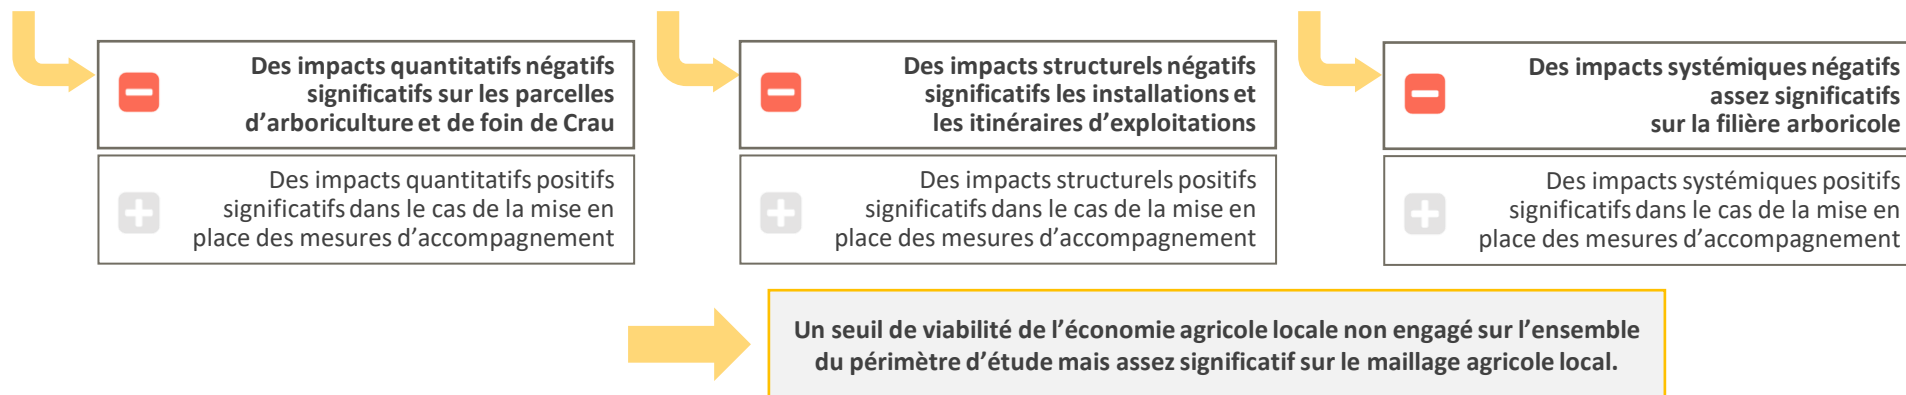 Des impacts quantitatifs négatifs
significatifs sur les parcelles
d’arboriculture et de foin de Crau
Des impacts quantitatifs positifs
significatifs dans le cas de la mise en
place des mesures d’accompagnement
Des impacts structurels négatifs
significatifs les installations et
les itinéraires d’exploitations
Des impacts structurels positifs
significatifs dans le cas de la mise en
place des mesures d’accompagnement
Des impacts systémiques négatifs
assez significatifs
sur la filière arboricole
Des impacts systémiques positifs
significatifs dans le cas de la mise en
place des mesures d’accompagnement
Un seuil de viabilité de l’économie agricole locale non engagé sur l’ensemble
du périmètre d’étude mais assez significatif sur le maillage agricole local.